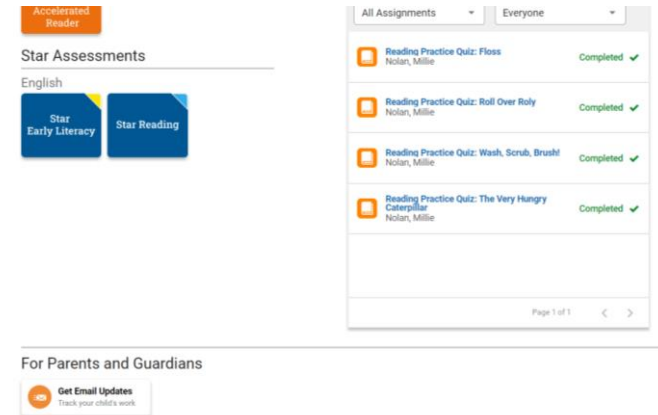 Accelerated
Reader
Star Assessments
English
Star
Early Literacy
Star Reading
All Assignments
Everyone
Reading Practice Quiz: Floss
Nolan, Millie
Completed
Reading Practice Quiz: Roll Over Roly
Nolan, Millie
Completed
Reading Practice Quiz: Wash, Scrub, Brush!
Nolan, Millie
Completed
Reading Practice Quiz: The Very Hungry
Caterpillar
Nolan, Millie
Completed
Page 1 of 1
For Parents and Guardians
Get Email Updates
Track your child's work